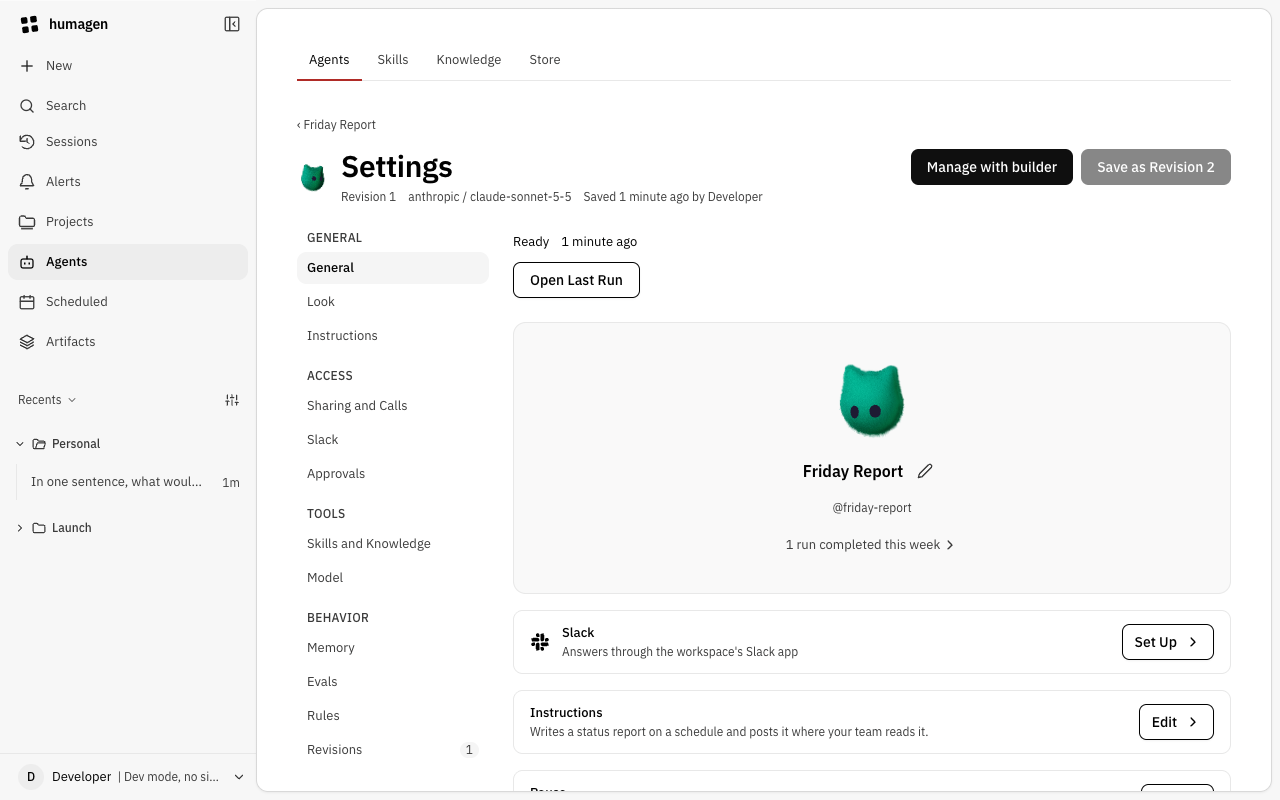 humagen
New
Search
Sessions
Alerts
Projects
Agents
Scheduled
Artifacts
Recents
Personal
In one sentence, what woul... 1m
Launch
D Developer | Dev mode, no si...
Agents Skills Knowledge Store
‹ Friday Report
Settings
Revision 1 anthropic / claude-sonnet-5-5 Saved 1 minute ago by Developer
Manage with builder
Save as Revision 2
GENERAL
General
Look
Instructions
ACCESS
Sharing and Calls
Slack
Approvals
TOOLS
Skills and Knowledge
Model
BEHAVIOR
Memory
Evals
Rules
Revisions 1
Ready 1 minute ago
Open Last Run
Friday Report
@friday-report
1 run completed this week
Slack
Answers through the workspace's Slack app
Set Up
Instructions
Writes a status report on a schedule and posts it where your team reads it.
Edit